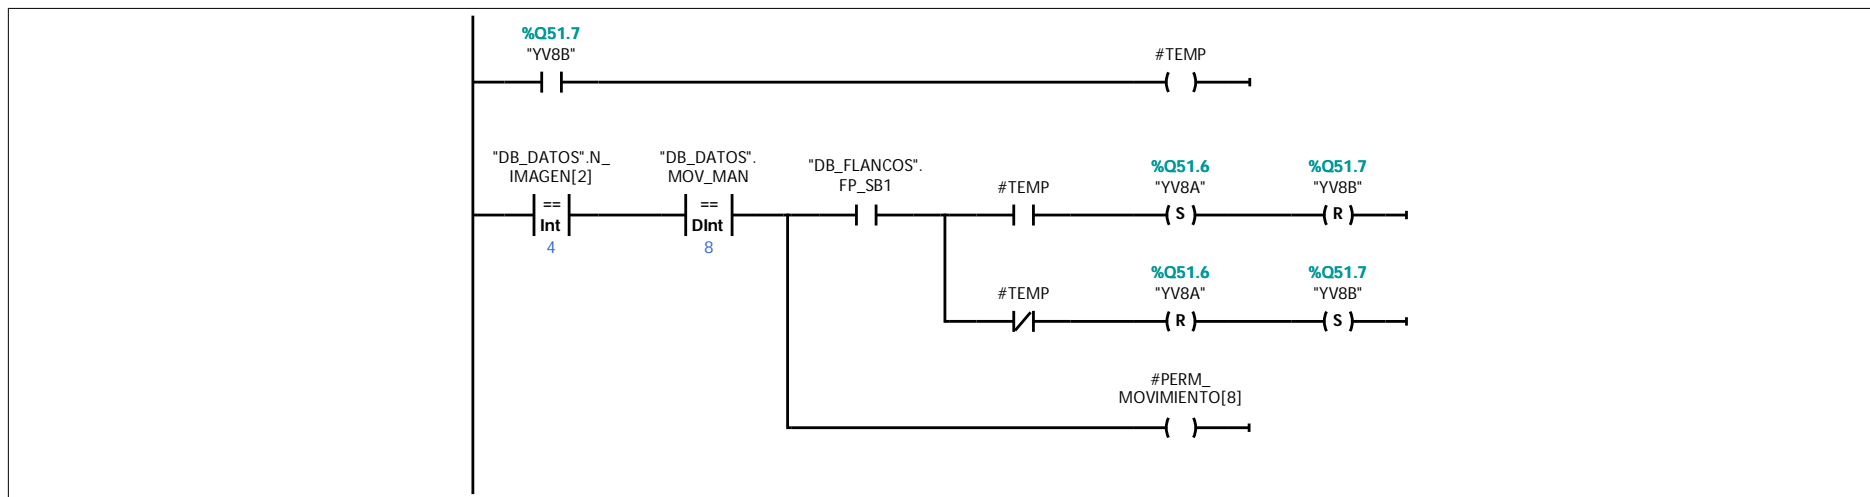 %Q51.7
"YV8B"
#TEMP
"DB_DATOS".N_
IMAGEN[2]
==
Int
4
"DB_DATOS".
MOV_MAN
==
DInt
8
"DB_FLANCOS".
FP_SB1
#TEMP
%Q51.6
"YV8A"
S
%Q51.7
"YV8B"
R
#TEMP
%Q51.6
"YV8A"
R
%Q51.7
"YV8B"
S
#PERM_
MOVIMIENTO[8]